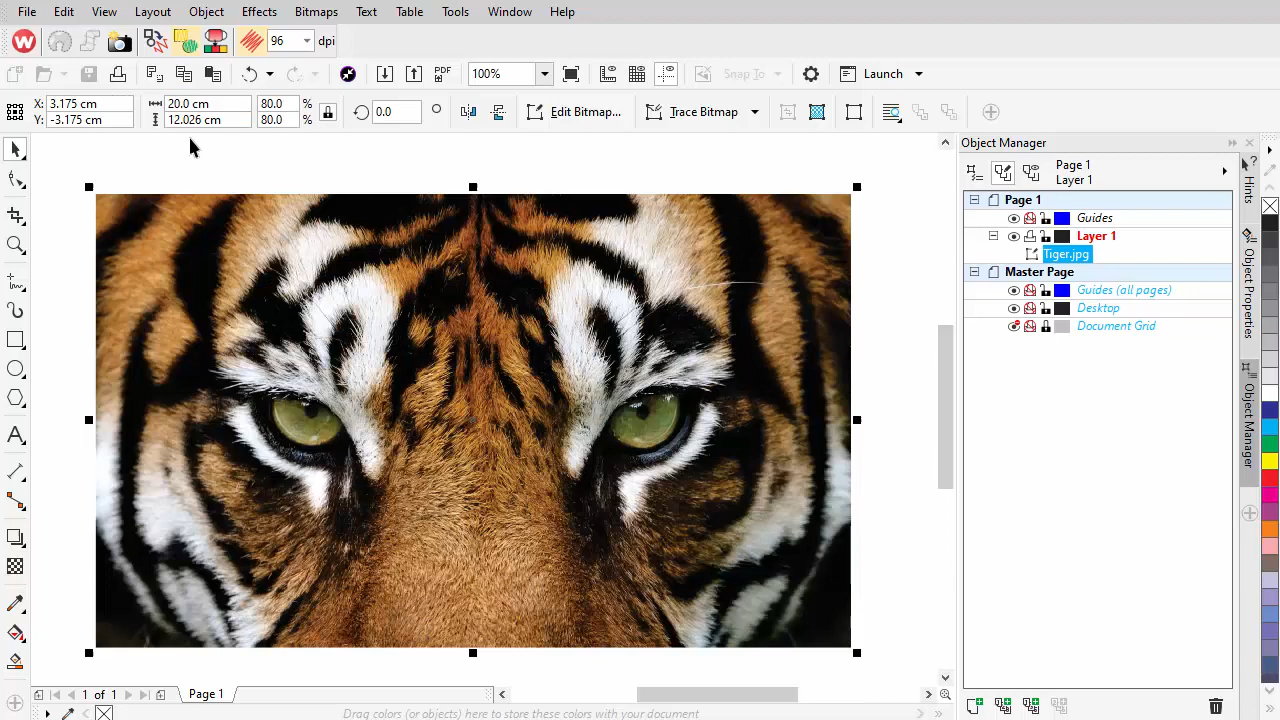 File Edit View Layout Object Effects Bitmaps Text Table Tools Window Help
96 dpi
PDF 100% Snap To Launch
X: 3.175 cm 20.0 cm 80.0 %
Y: -3.175 cm 12.026 cm 80.0 %
0.0 Edit Bitmap... Trace Bitmap
Object Manager
Page 1
Layer 1
Page 1
Guides
Layer 1
Tiger.jpg
Master Page
Guides (all pages)
Desktop
Document Grid
Hints
Object Properties
Object Manager
1 of 1 Page 1
Drag colors (or objects) here to store these colors with your document